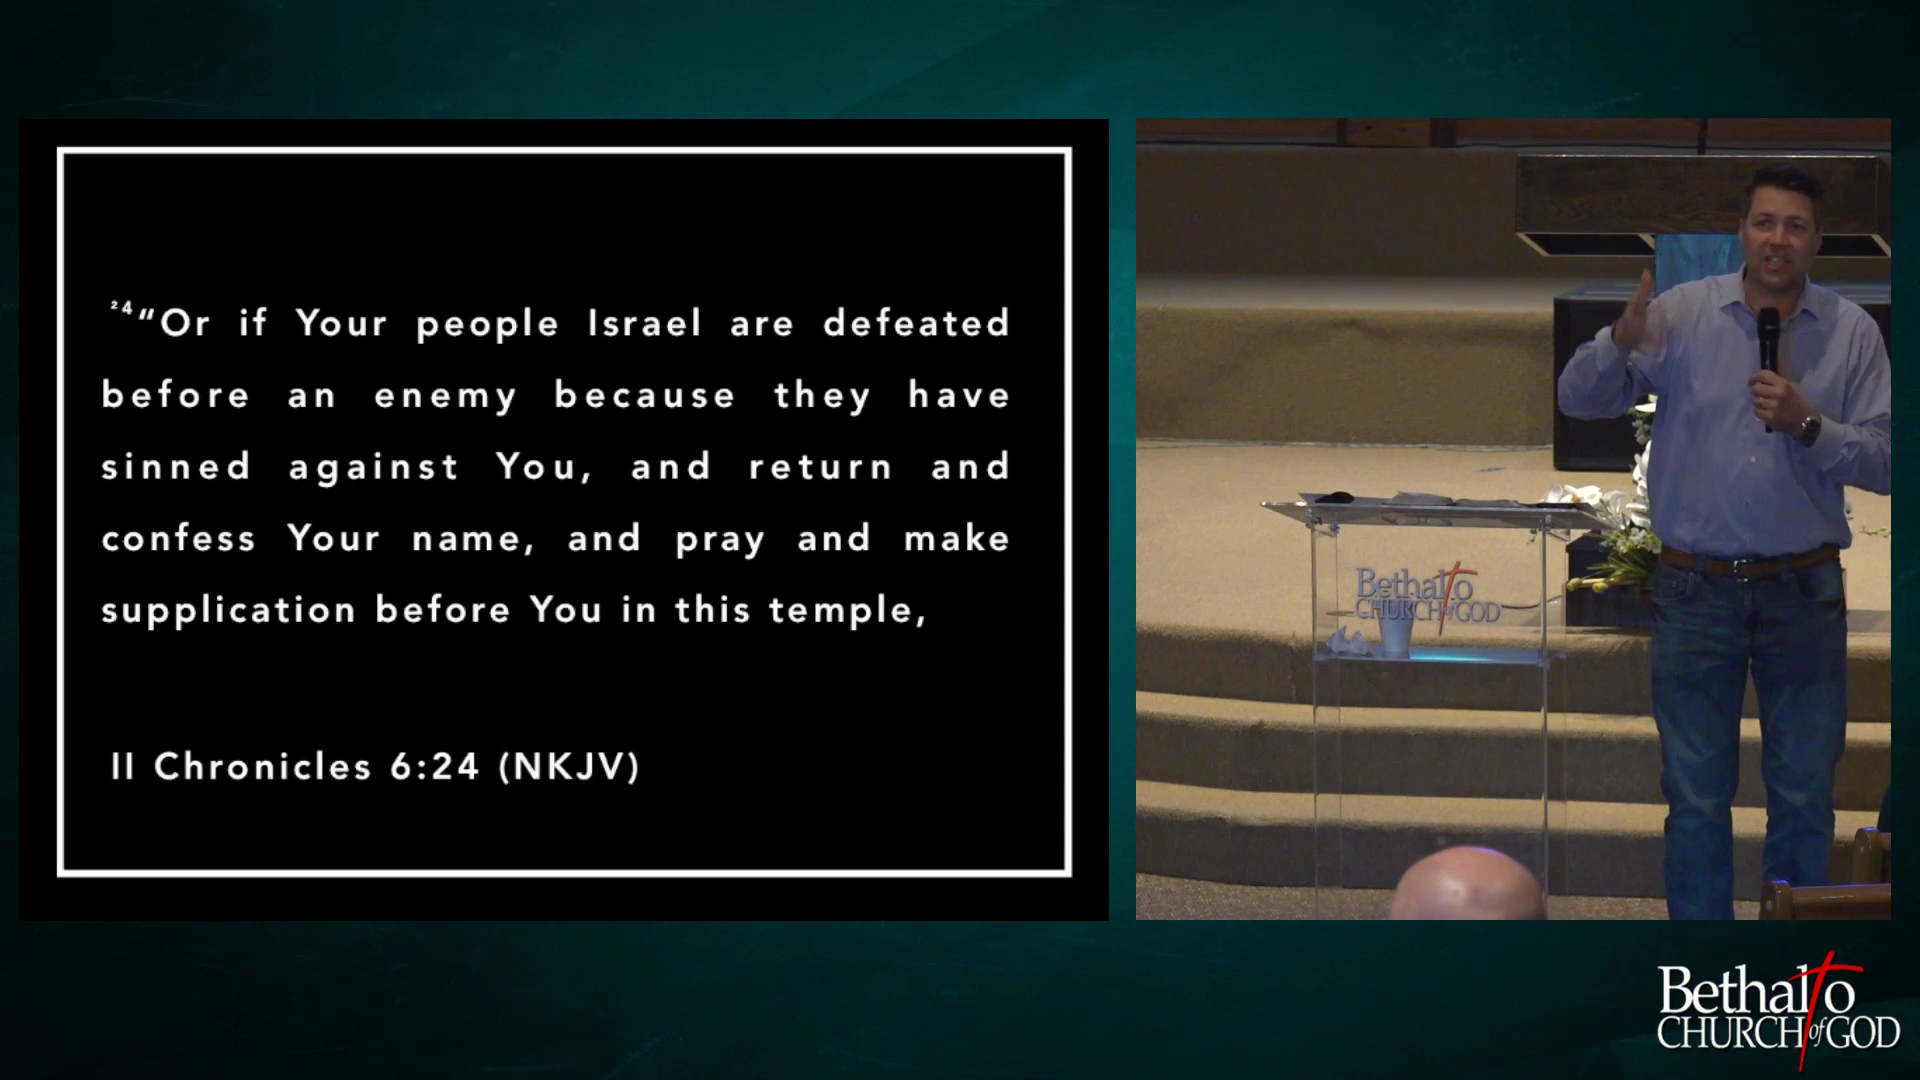 ²⁴“Or if Your people Israel are defeated
before an enemy because they have
sinned against You, and return and
confess Your name, and pray and make
supplication before You in this temple,
II Chronicles 6:24 (NKJV)
Bethalto
CHURCH of GOD
Bethalto
CHURCH of GOD